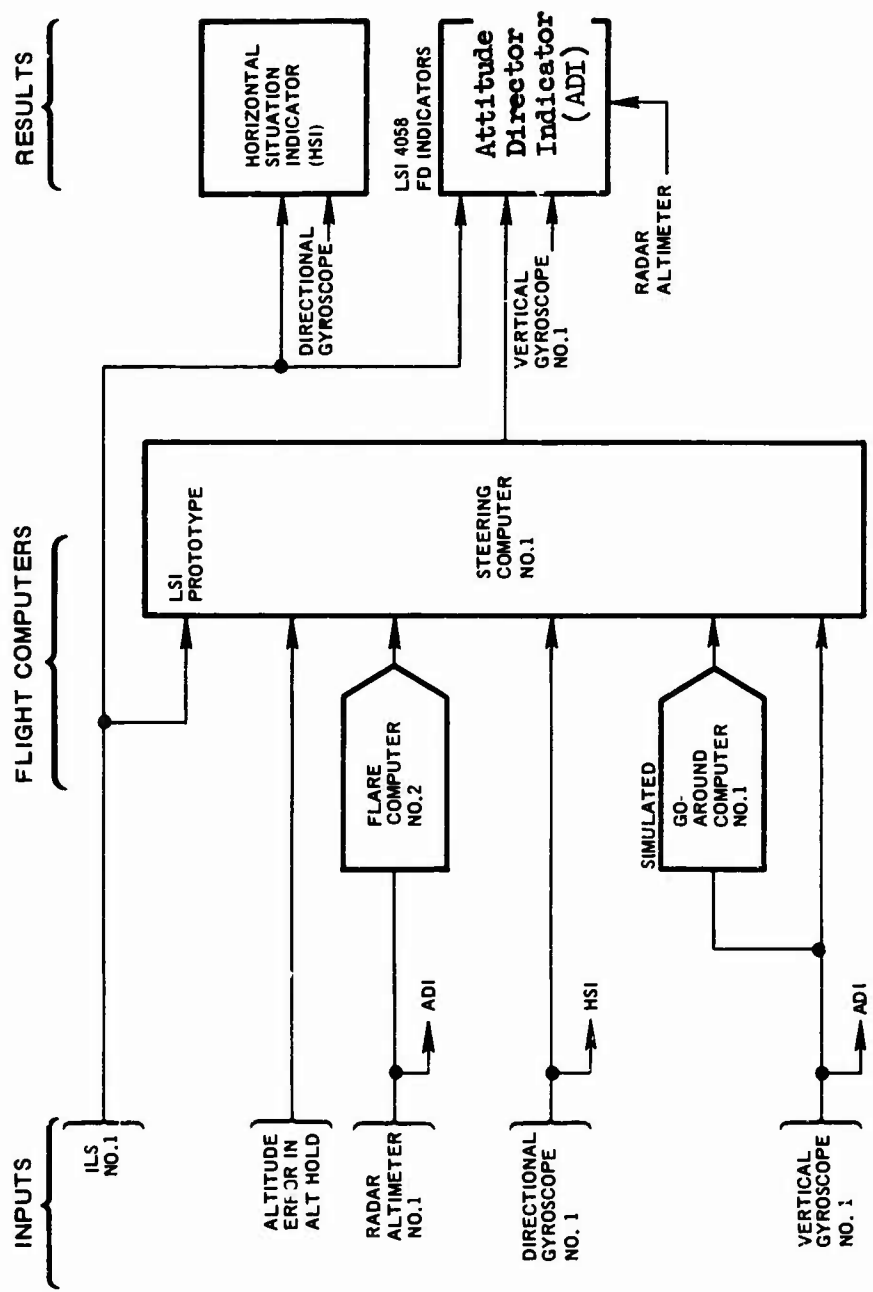 INPUTS
FLIGHT COMPUTERS
RESULTS
ILS
NO.1
ALTITUDE
ERROR IN
ALT HOLD
RADAR
ALTIMETER
NO.1
ADI
DIRECTIONAL
GYROSCOPE
NO. 1
HSI
VERTICAL
GYROSCOPE
NO. 1
ADI
FLARE
COMPUTER
NO.2
SIMULATED
GO-
AROUND
COMPUTER
NO.1
LSI
PROTOTYPE
STEERING
COMPUTER
NO.1
HORIZONTAL
SITUATION
INDICATOR
(HSI)
DIRECTIONAL
GYROSCOPE
LSI 4058
FD INDICATORS
Attitude
Director
Indicator
(ADI)
VERTICAL
GYROSCOPE
NO.1
RADAR
ALTIMETER